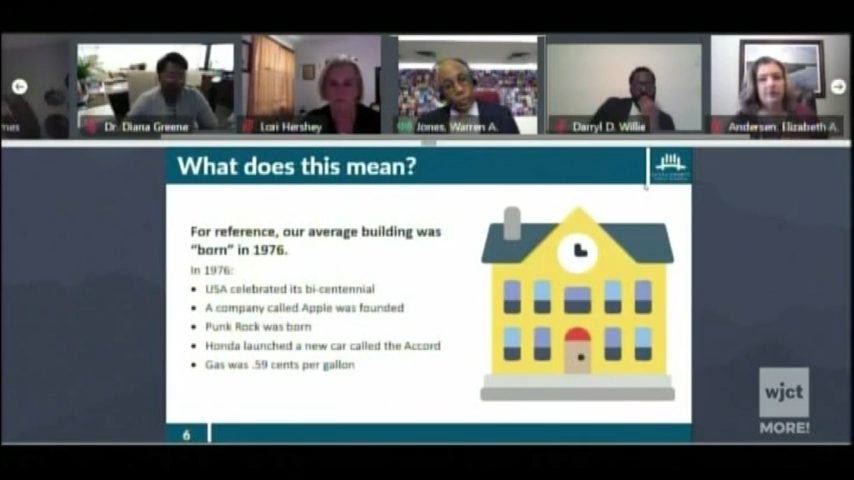 Dr. Diana Greene
Lori Hershey
Jones, Warren A.
Darryl D. Willie
Andersen, Elizabeth A.
What does this mean?
For reference, our average building was
"born" in 1976.
In 1976:
• USA celebrated its bi-centennial
• A company called Apple was founded
• Punk Rock was born
• Honda launched a new car called the Accord
• Gas was .59 cents per gallon
6
wjct
MORE!